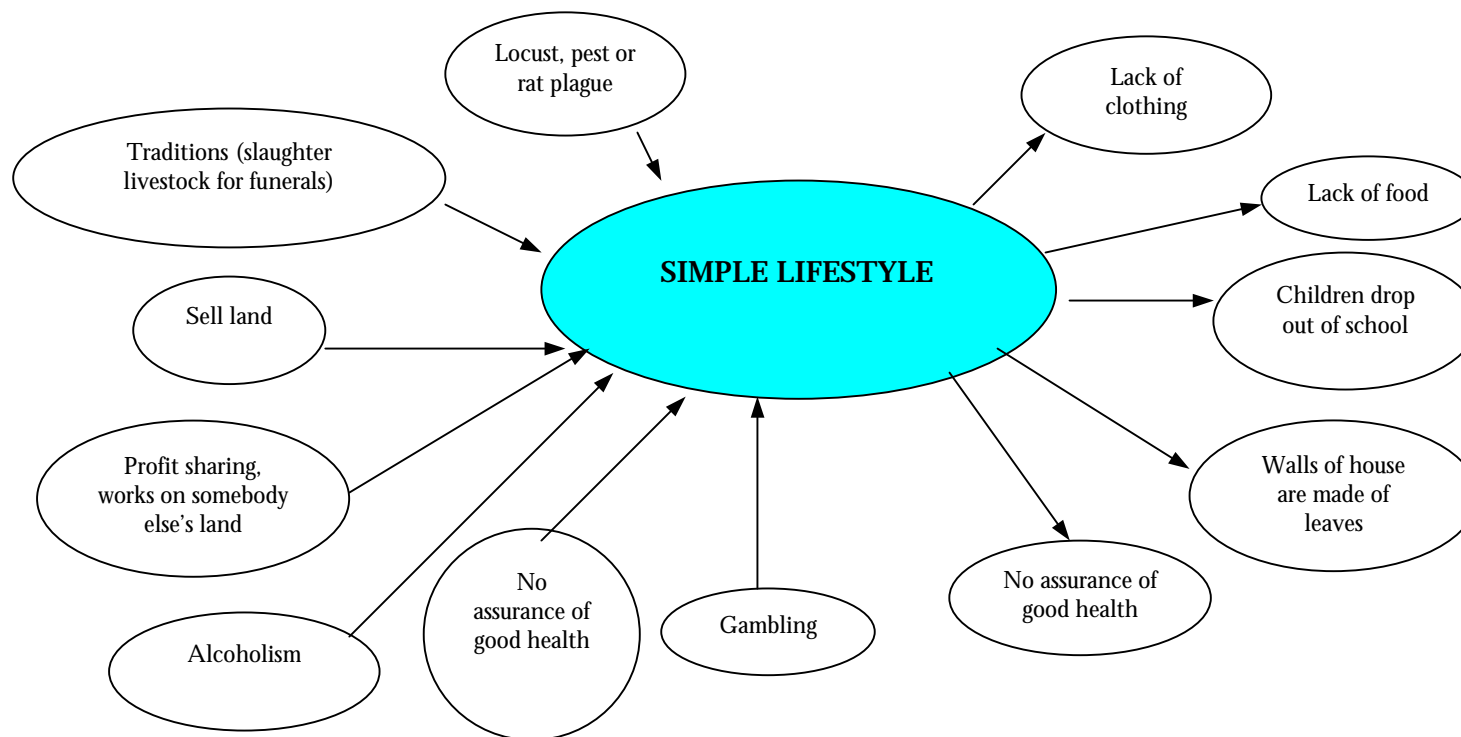 Locust, pest or
rat plague
Lack of
clothing
Traditions (slaughter
livestock for funerals)
Lack of food
SIMPLE LIFESTYLE
Sell land
Children drop
out of school
Profit sharing,
works on somebody
else's land
Walls of house
are made of
leaves
No
assurance of
good health
No assurance of
good health
Gambling
Alcoholism